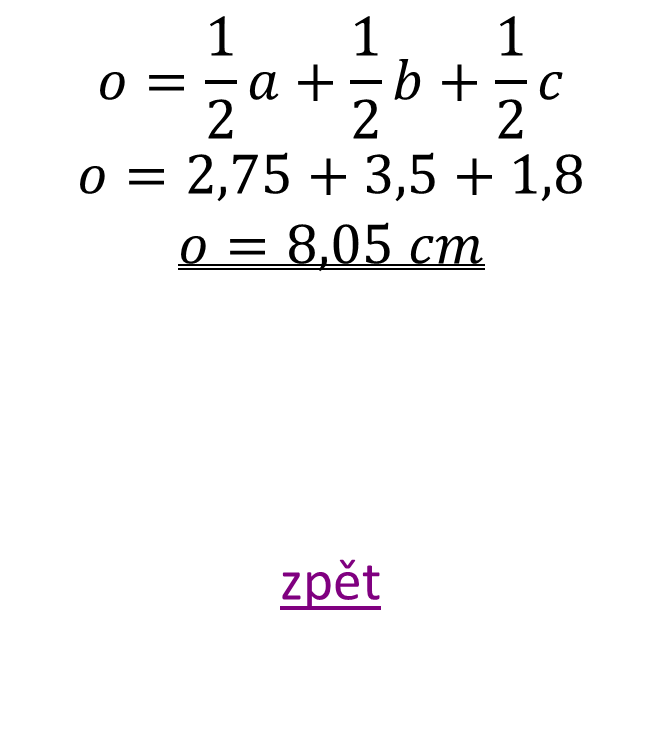 o = 1/2 a + 1/2 b + 1/2 c
o = 2,75 + 3,5 + 1,8
o = 8,05 cm
zpět